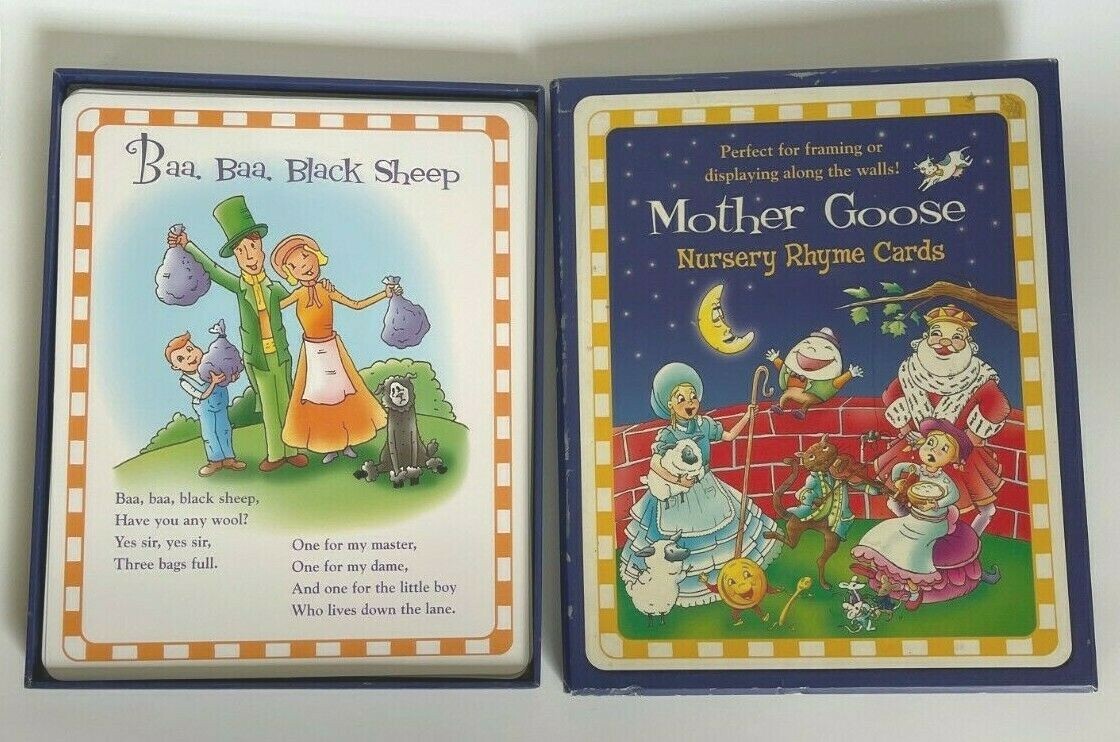 Baa, Baa, Black Sheep
Baa, baa, black sheep,
Have you any wool?
Yes sir, yes sir,
Three bags full.
One for my master,
One for my dame,
And one for the little boy
Who lives down the lane.
Perfect for framing or
displaying along the walls!
Mother Goose
Nursery Rhyme Cards